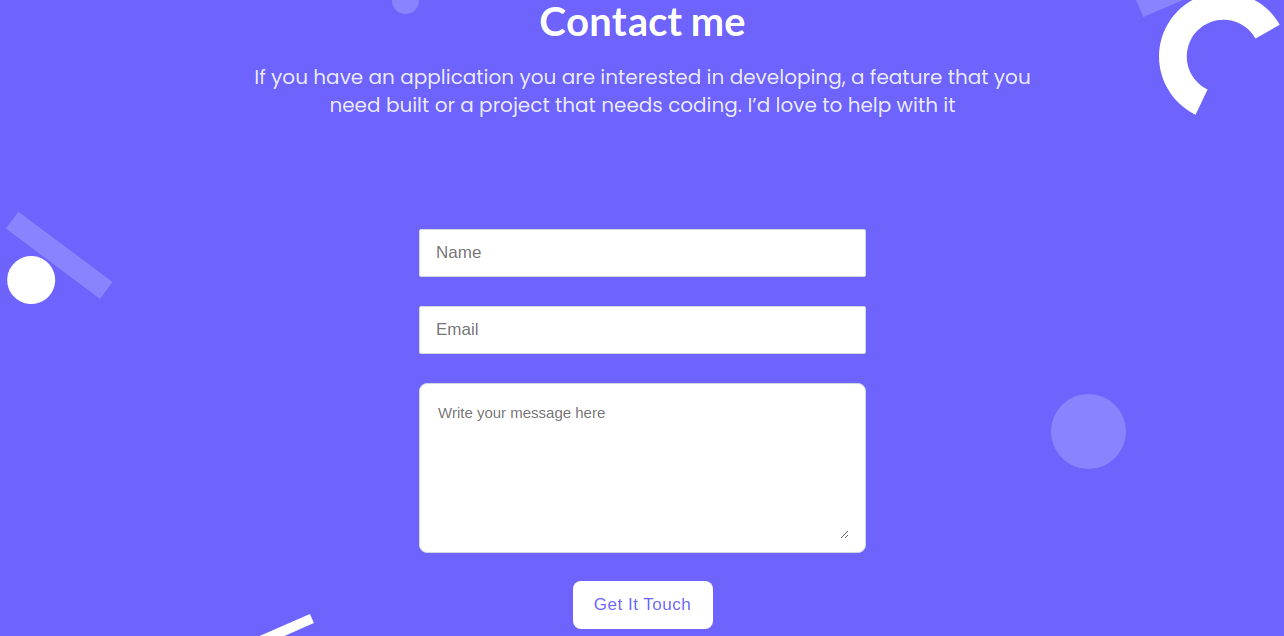 Contact me
If you have an application you are interested in developing, a feature that you
need built or a project that needs coding. I’d love to help with it
Name
Email
Write your message here
Get It Touch